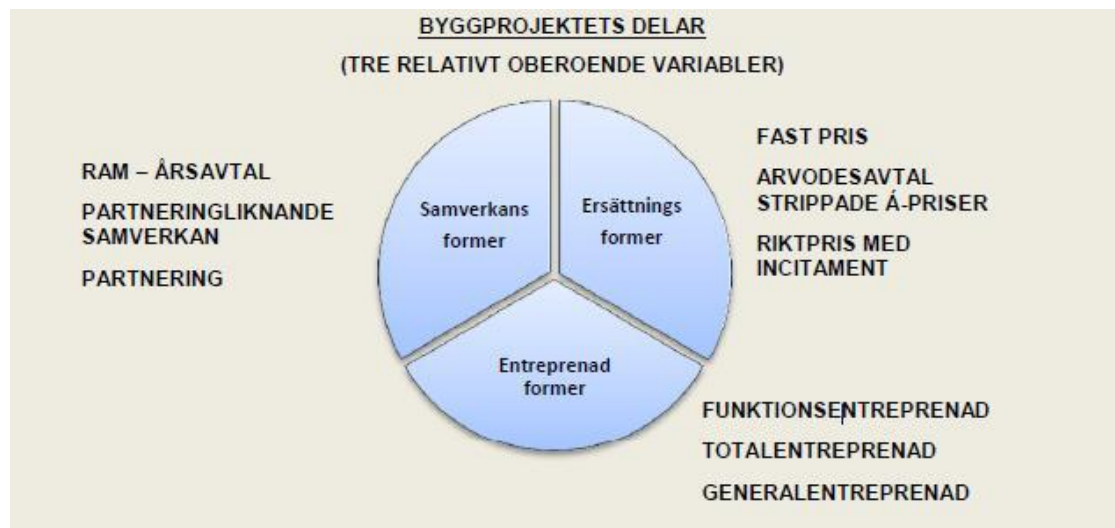 BYGGPROJEKTETS DELAR
(TRE RELATIVT OBEROENDE VARIABLER)
RAM – ÅRSAVTAL
PARTNERINGLIKNANDE
SAMVERKAN
PARTNERING
Samverkans
former
Ersättnings
former
Entreprenad
former
FAST PRIS
ARVODESAVTAL
STRIPPADE Á-PRISER
RIKTPRIS MED
INCITAMENT
FUNKTIONSENTREPRENAD
TOTALENTREPRENAD
GENERALENTREPRENAD